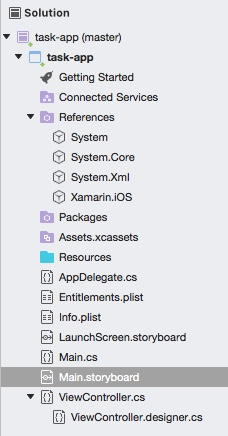 Solution
task-app (master)
task-app
Getting Started
Connected Services
References
System
System.Core
System.Xml
Xamarin.iOS
Packages
Assets.xcassets
Resources
AppDelegate.cs
Entitlements.plist
Info.plist
LaunchScreen.storyboard
Main.cs
Main.storyboard
ViewController.cs
ViewController.designer.cs